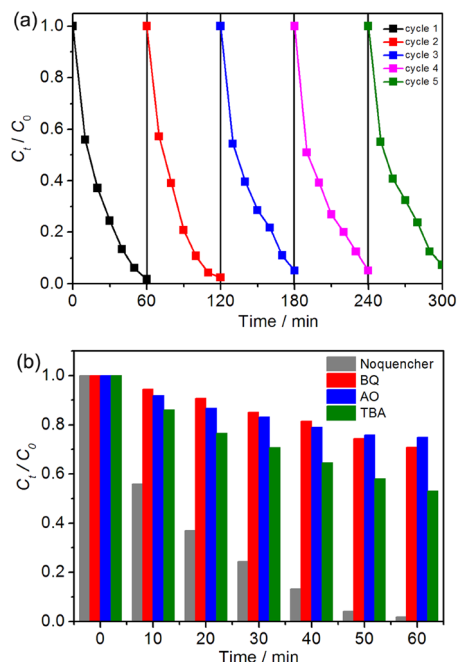 (a)
cycle 1
cycle 2
cycle 3
cycle 4
cycle 5
1.0
0.8
0.6
0.4
0.2
0.0
Ct / C0
0 60 120 180 240 300
Time / min
(b)
Noquencher
BQ
AO
TBA
1.0
0.8
0.6
0.4
0.2
0.0
Ct / C0
0 10 20 30 40 50 60
Time / min